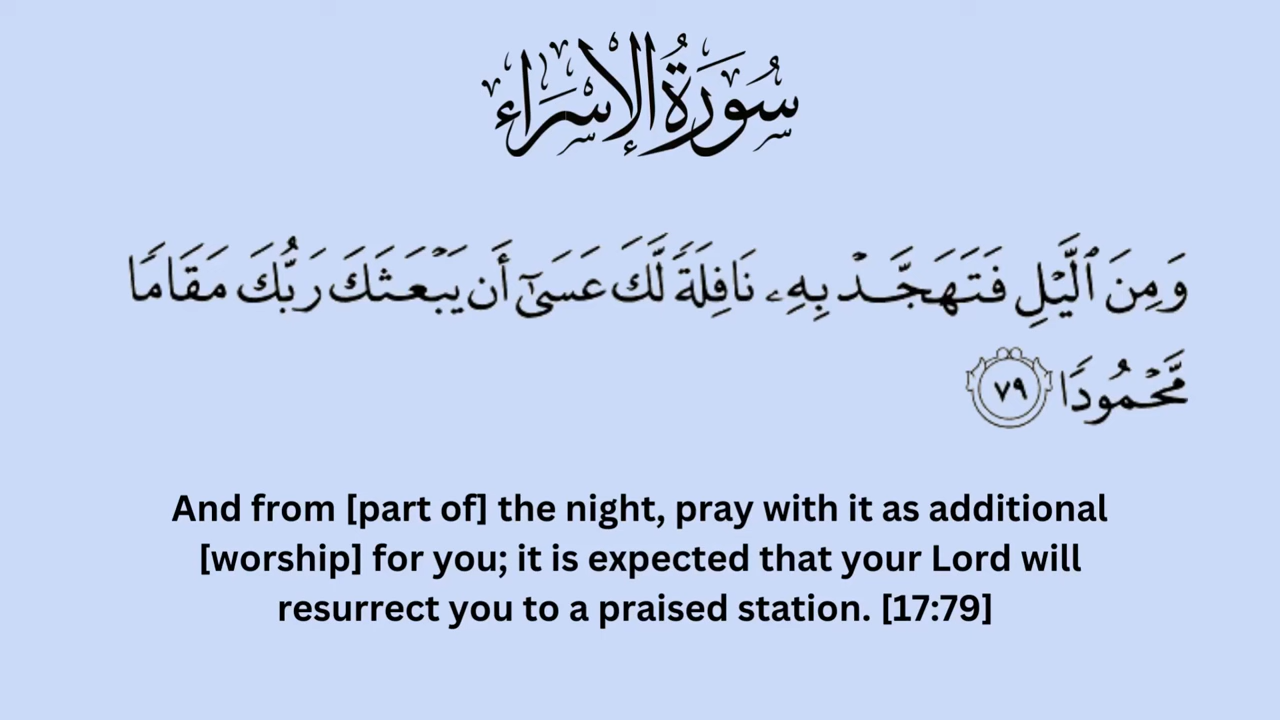 سُورَةُ الإِسْرَاءِ
وَمِنَ ٱلَّيْلِ فَتَهَجَّدْ بِهِۦ نَافِلَةً لَّكَ عَسَىٰٓ أَن يَبْعَثَكَ رَبُّكَ مَقَامًا
مَّحْمُودًا ٧٩
And from [part of] the night, pray with it as additional
[worship] for you; it is expected that your Lord will
resurrect you to a praised station. [17:79]